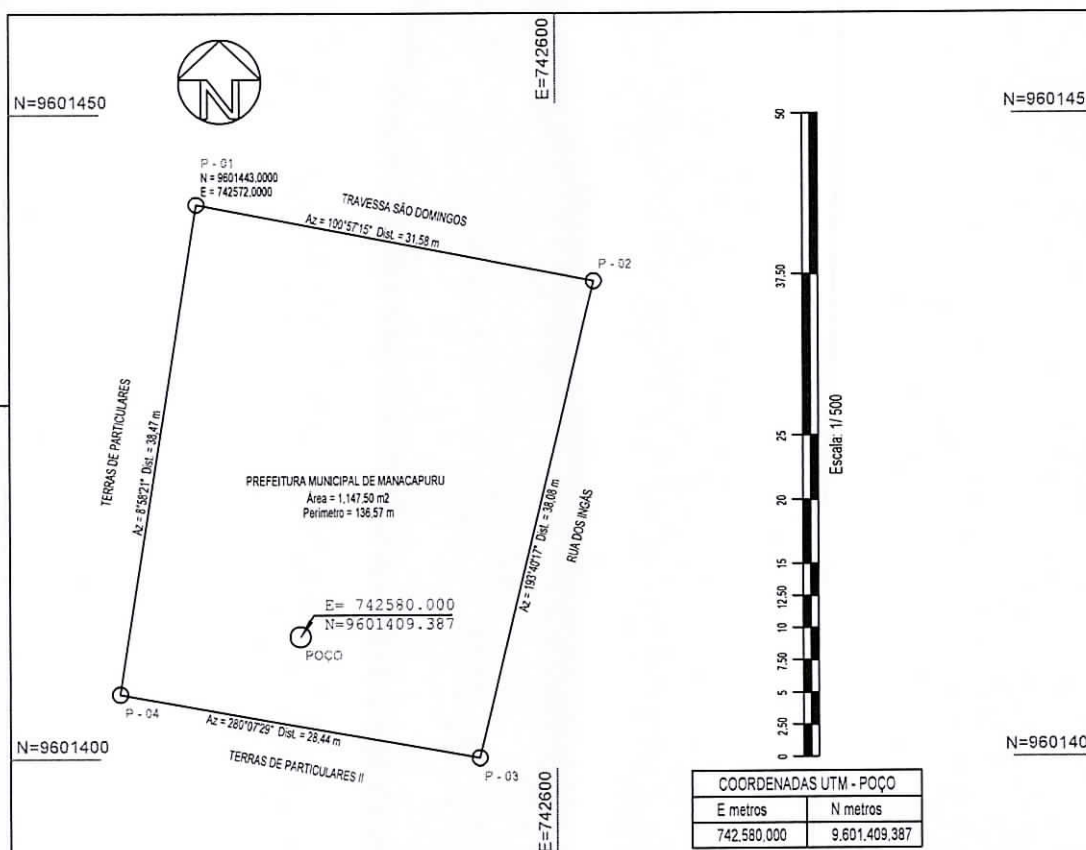 E=742600
N=9601450
N=960145
N
P - 01
N = 9601443,0000
E = 742572,0000
TRAVESSA SÃO DOMINGOS
Az = 100°57'15" Dist. = 31,58 m
P - 02
50
37.50
25
20
15
12.50
10
7.50
5
2.50
0
Escala: 1/ 500
TERRAS DE PARTICULARES
Az = 8°58'21" Dist. = 38,47 m
PREFEITURA MUNICIPAL DE MANACAPURU
Área = 1.147,50 m2
Perimetro = 136,57 m
Az = 193°40'17" Dist. = 38,08 m
RUA DOS INGÁS
E= 742580.000
N=9601409.387
POÇO
P - 04
Az = 280°07'29" Dist. = 28,44 m
TERRAS DE PARTICULARES II
P - 03
N=9601400
N=960140
E=742600
COORDENADAS UTM - POÇO
E metros N metros
742.580,000 9.601.409,387